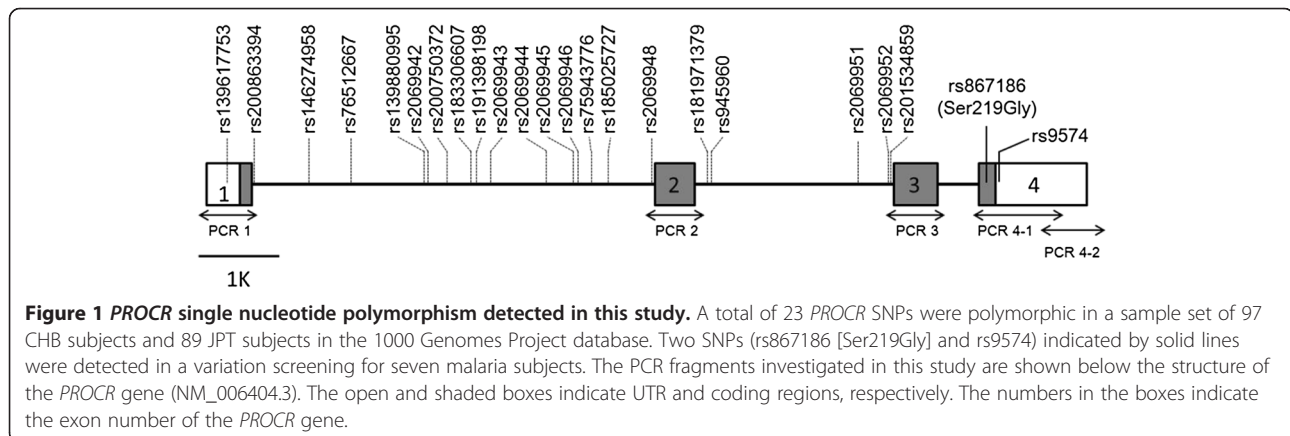 rs139617753
rs200863394
rs146274958
rs76512667
rs139880995
rs2069942
rs200750372
rs183306607
rs191398198
rs2069943
rs2069944
rs2069945
rs2069946
rs75943776
rs185025727
rs2069948
rs181971379
rs945960
rs2069951
rs2069952
rs201534859
rs867186
(Ser219Gly)
rs9574
1
2
3
4
PCR 1
PCR 2
PCR 3
PCR 4-1
PCR 4-2
1K
Figure 1 PROCR single nucleotide polymorphism detected in this study. A total of 23 PROCR SNPs were polymorphic in a sample set of 97
CHB subjects and 89 JPT subjects in the 1000 Genomes Project database. Two SNPs (rs867186 [Ser219Gly] and rs9574) indicated by solid lines
were detected in a variation screening for seven malaria subjects. The PCR fragments investigated in this study are shown below the structure of
the PROCR gene (NM_006404.3). The open and shaded boxes indicate UTR and coding regions, respectively. The numbers in the boxes indicate
the exon number of the PROCR gene.